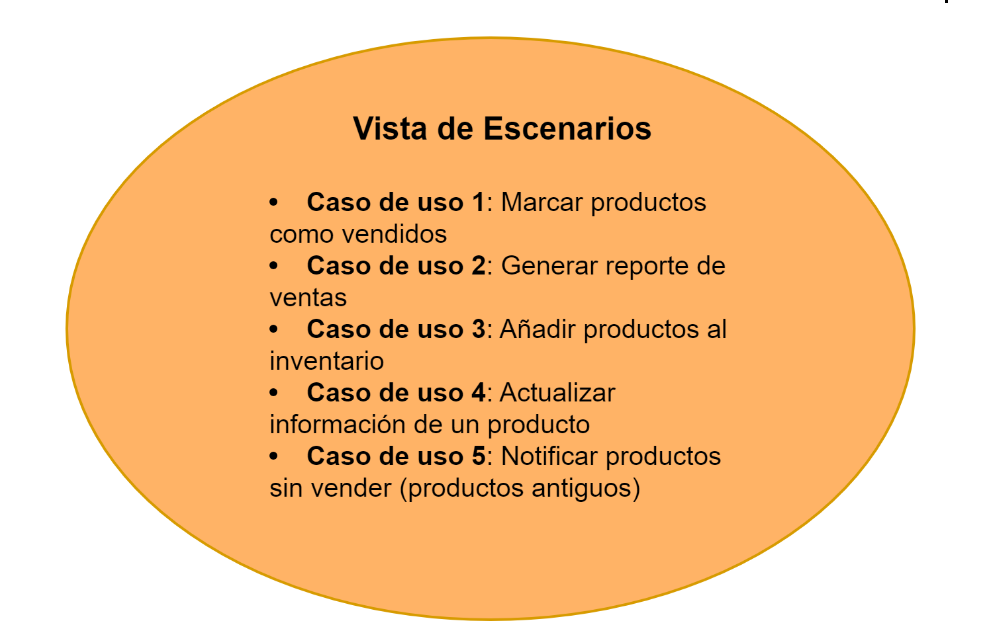 Vista de Escenarios
• Caso de uso 1: Marcar productos
como vendidos
• Caso de uso 2: Generar reporte de
ventas
• Caso de uso 3: Añadir productos al
inventario
• Caso de uso 4: Actualizar
información de un producto
• Caso de uso 5: Notificar productos
sin vender (productos antiguos)